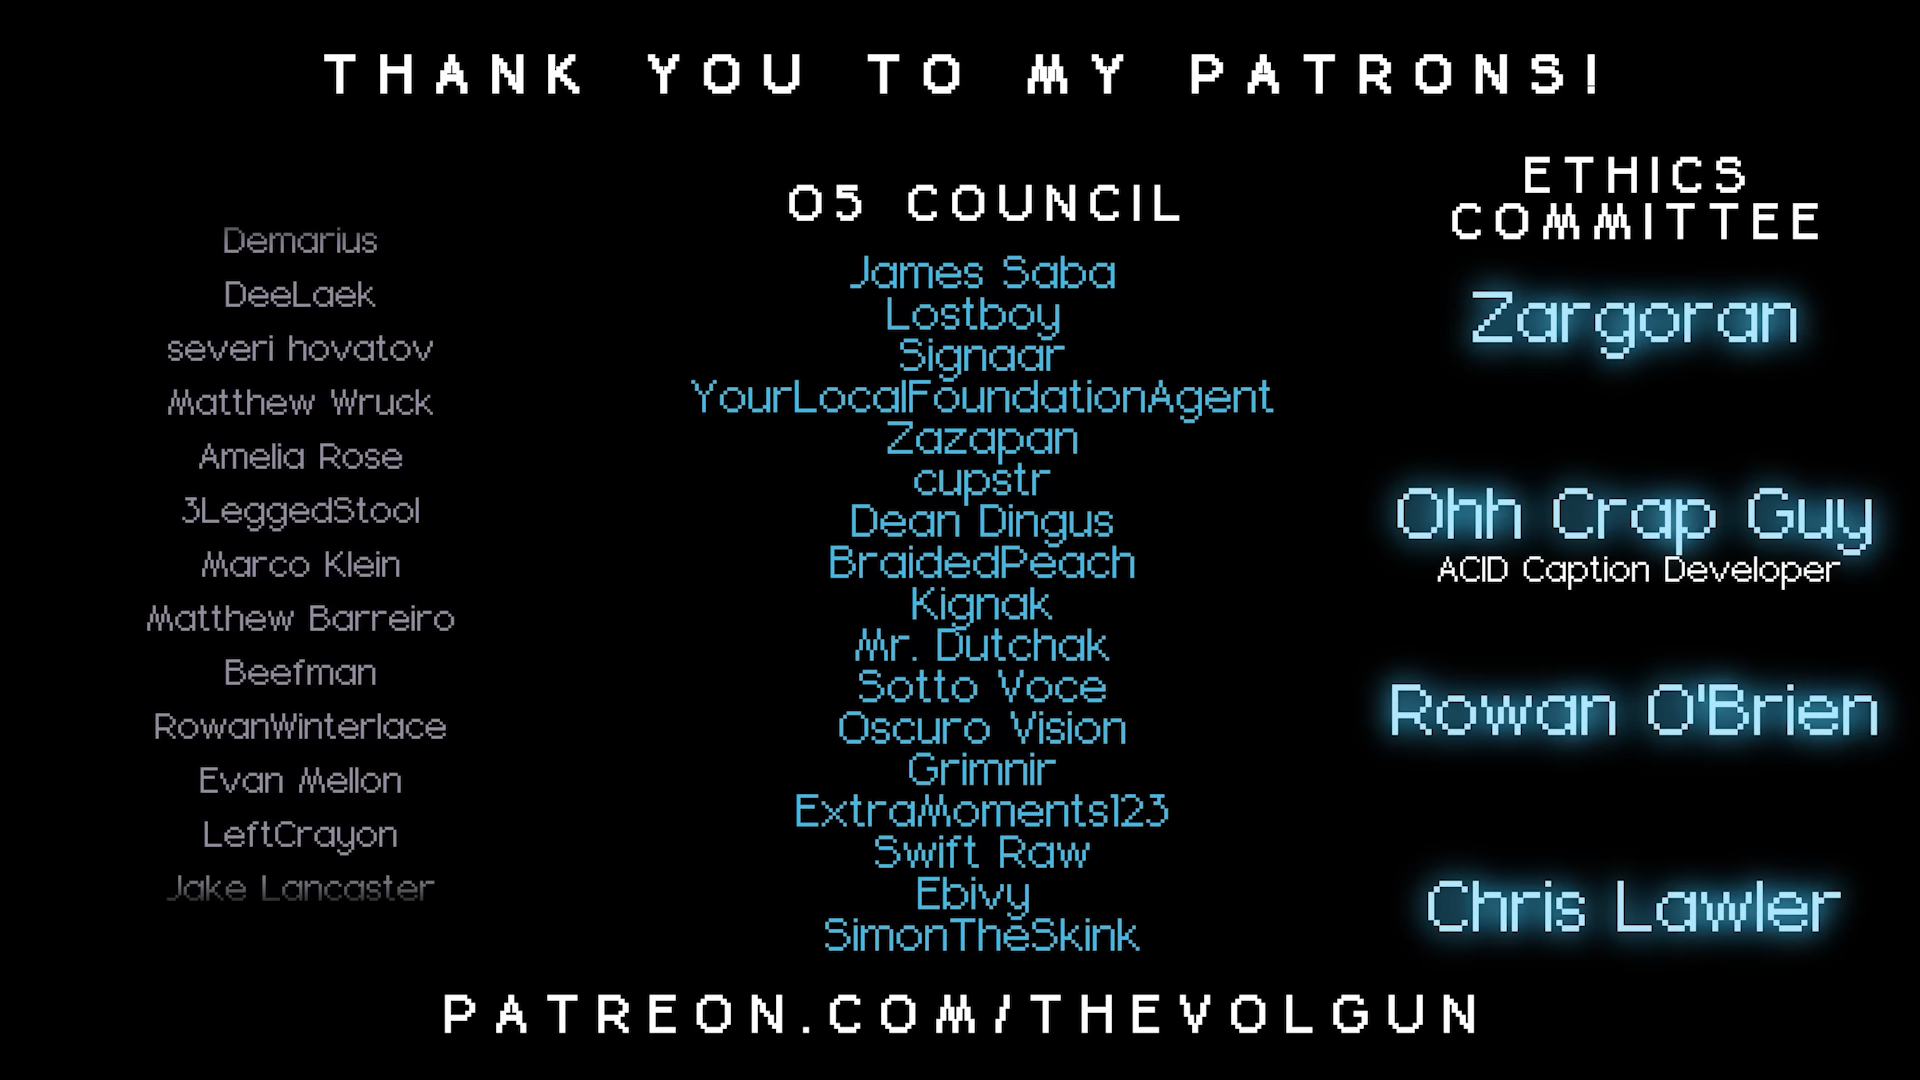 THANK YOU TO MY PATRONS!
Demarius
DeeLaek
severi hovatov
Matthew Wruck
Amelia Rose
3LeggedStool
Marco Klein
Matthew Barreiro
Beefman
RowanWinterlace
Evan Mellon
LeftCrayon
Jake Lancaster
O5 COUNCIL
James Saba
Lostboy
Signaar
YourLocalFoundationAgent
Zazapan
cupstr
Dean Dingus
BraidedPeach
Kignak
Mr. Dutchak
Sotto Voce
Oscuro Vision
Grimnir
ExtraMoments123
Swift Raw
Ebivy
SimonTheSkink
ETHICS
COMMITTEE
Zargoran
Ohh Crap Guy
ACID Caption Developer
Rowan O'Brien
Chris Lawler
PATREON.COM/THEVOLGUN